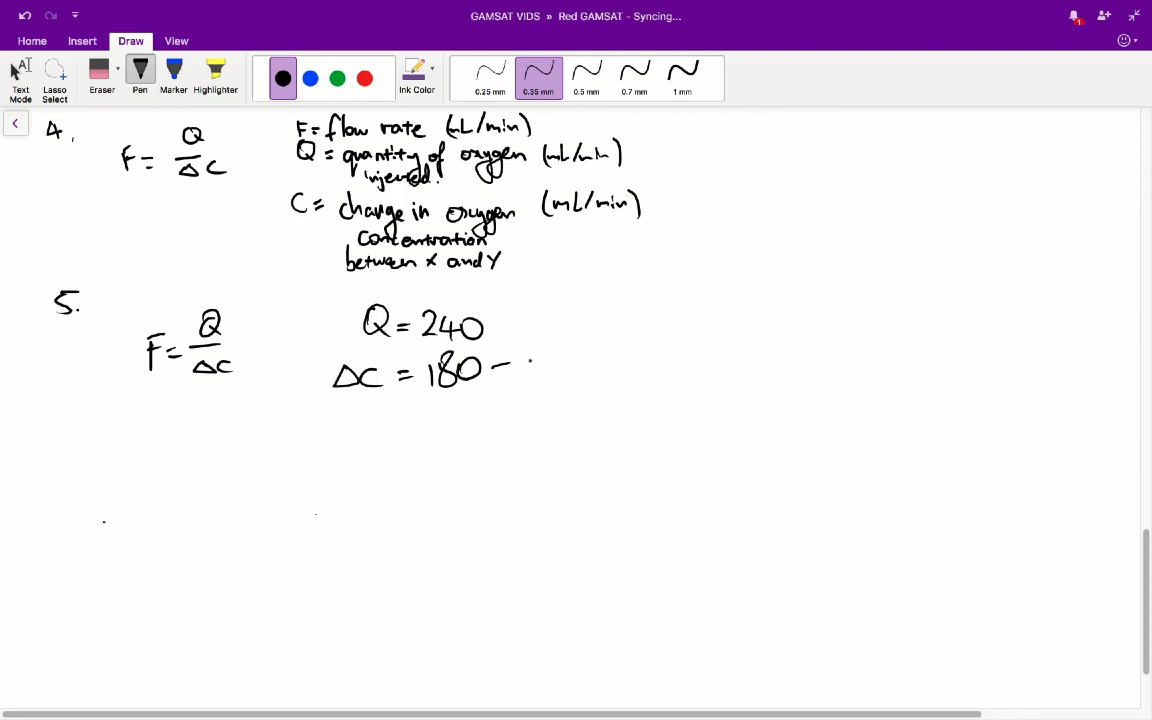 GAMSAT VIDS » Red GAMSAT - Syncing...
1
Home Insert Draw View
Text Mode
Lasso Select
Eraser
Pen
Marker
Highlighter
Ink Color
0.25 mm
0.35 mm
0.5 mm
0.7 mm
1 mm
4.
F = Q / ΔC
F = flow rate (mL/min)
Q = quantity of oxygen (mL/min)
injected.
C = change in oxygen (mL/min)
concentration
between X and Y
5.
F = Q / ΔC
Q = 240
ΔC = 180 –